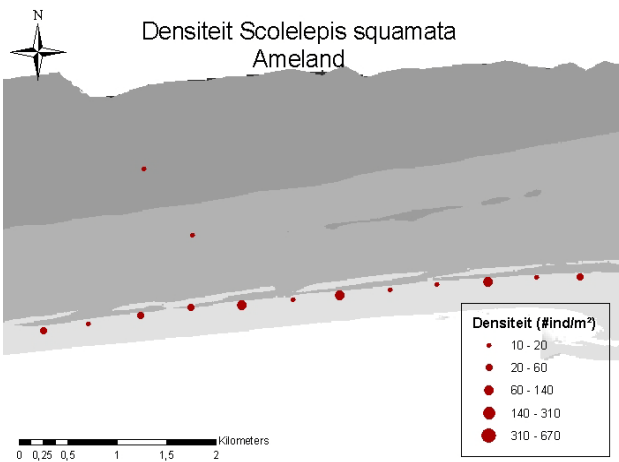 N
Densiteit Scolelepis squamata
Ameland
Densiteit (#ind/m²)
10 - 20
20 - 60
60 - 140
140 - 310
310 - 670
Kilometers
0 0,25 0,5 1 1,5 2